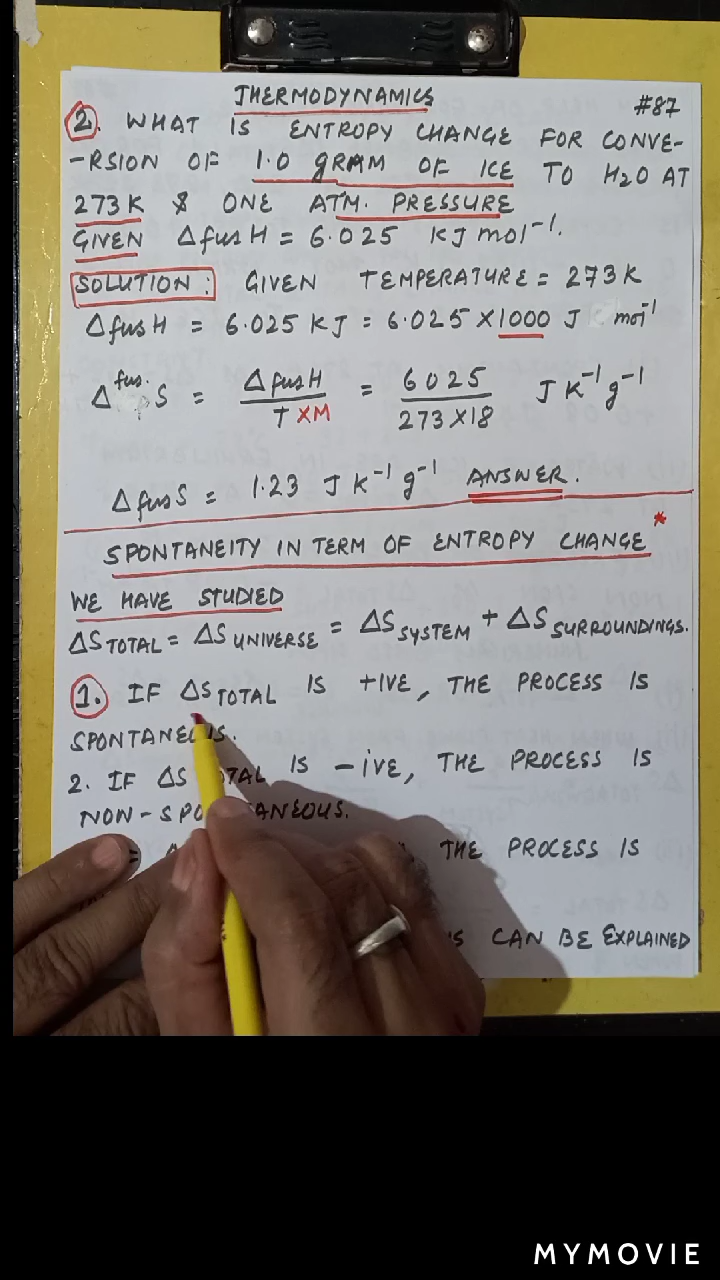 THERMODYNAMICS
#87
2. WHAT IS ENTROPY CHANGE FOR CONVE-
-RSION OF 1.0 GRAM OF ICE TO H2O AT
273K & ONE ATM. PRESSURE
GIVEN ΔfusH = 6.025 KJ mol⁻¹.
SOLUTION: GIVEN TEMPERATURE = 273K
ΔfusH = 6.025 KJ = 6.025 × 1000 J mol⁻¹
Δfus. S = ΔfusH / T × M = 6025 / 273×18 J K⁻¹ g⁻¹
ΔfusS = 1.23 J K⁻¹ g⁻¹ ANSWER.
SPONTANEITY IN TERM OF ENTROPY CHANGE *
WE HAVE STUDIED
ΔS TOTAL = ΔS UNIVERSE = ΔS SYSTEM + ΔS SURROUNDINGS.
1. IF ΔS TOTAL IS +IVE, THE PROCESS IS
SPONTANEOUS.
2. IF ΔS TOTAL IS -IVE, THE PROCESS IS
NON-SPONTANEOUS.
THE PROCESS IS
CAN BE EXPLAINED
MYMOVIE